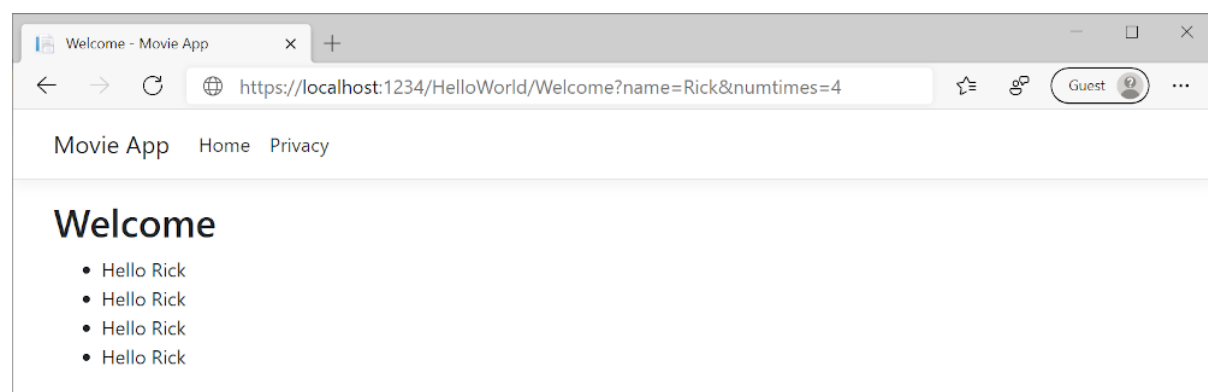 Welcome - Movie App
https://localhost:1234/HelloWorld/Welcome?name=Rick&numtimes=4
Guest
Movie App Home Privacy
Welcome
• Hello Rick
• Hello Rick
• Hello Rick
• Hello Rick